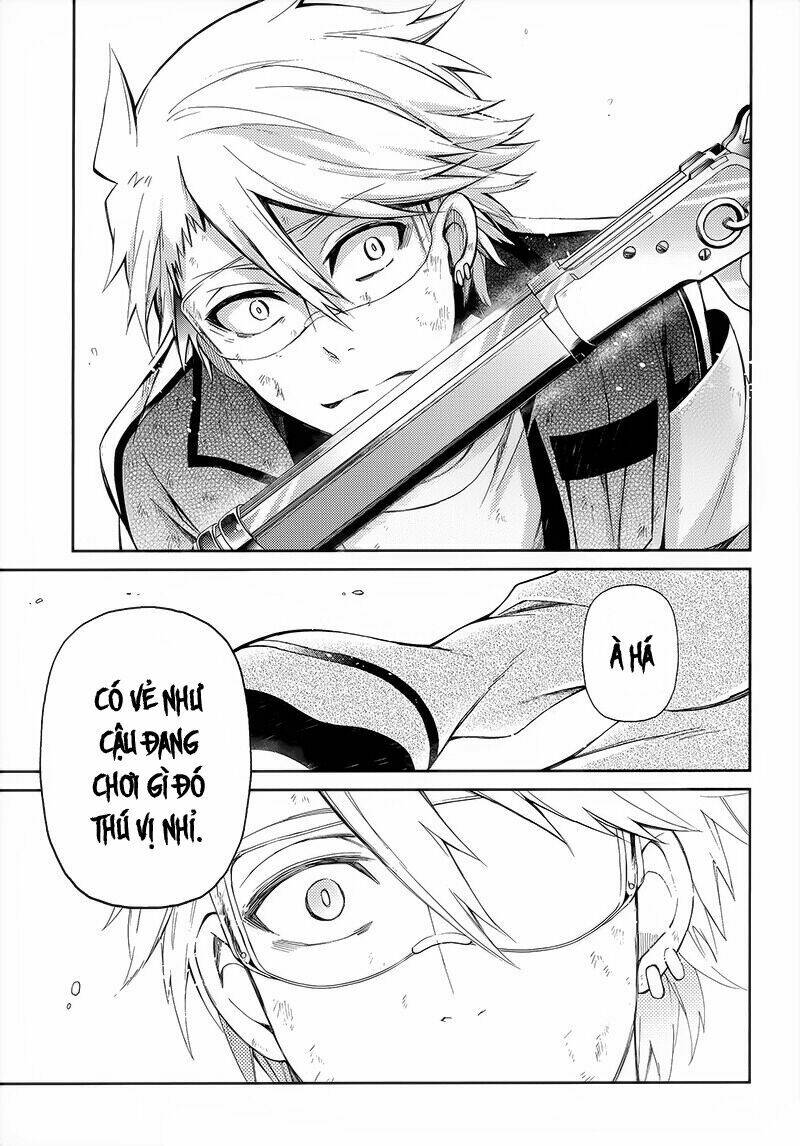 À HÁ
CÓ VẺ NHƯ
CẬU ĐANG
CHƠI GÌ ĐÓ
THÚ VỊ NHỈ.